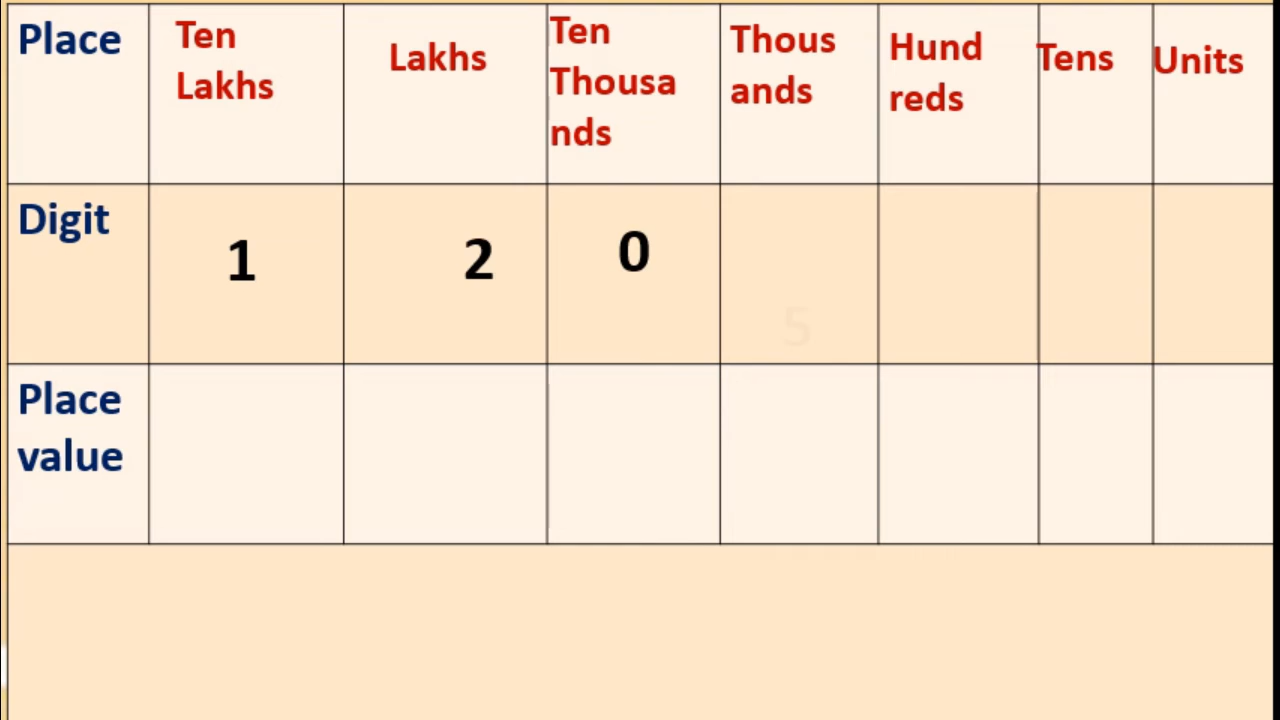 Place Ten Lakhs Ten Thous Hund Tens Units
Lakhs Thousa ands reds
nds
Digit 1 2 0
5
Place
value